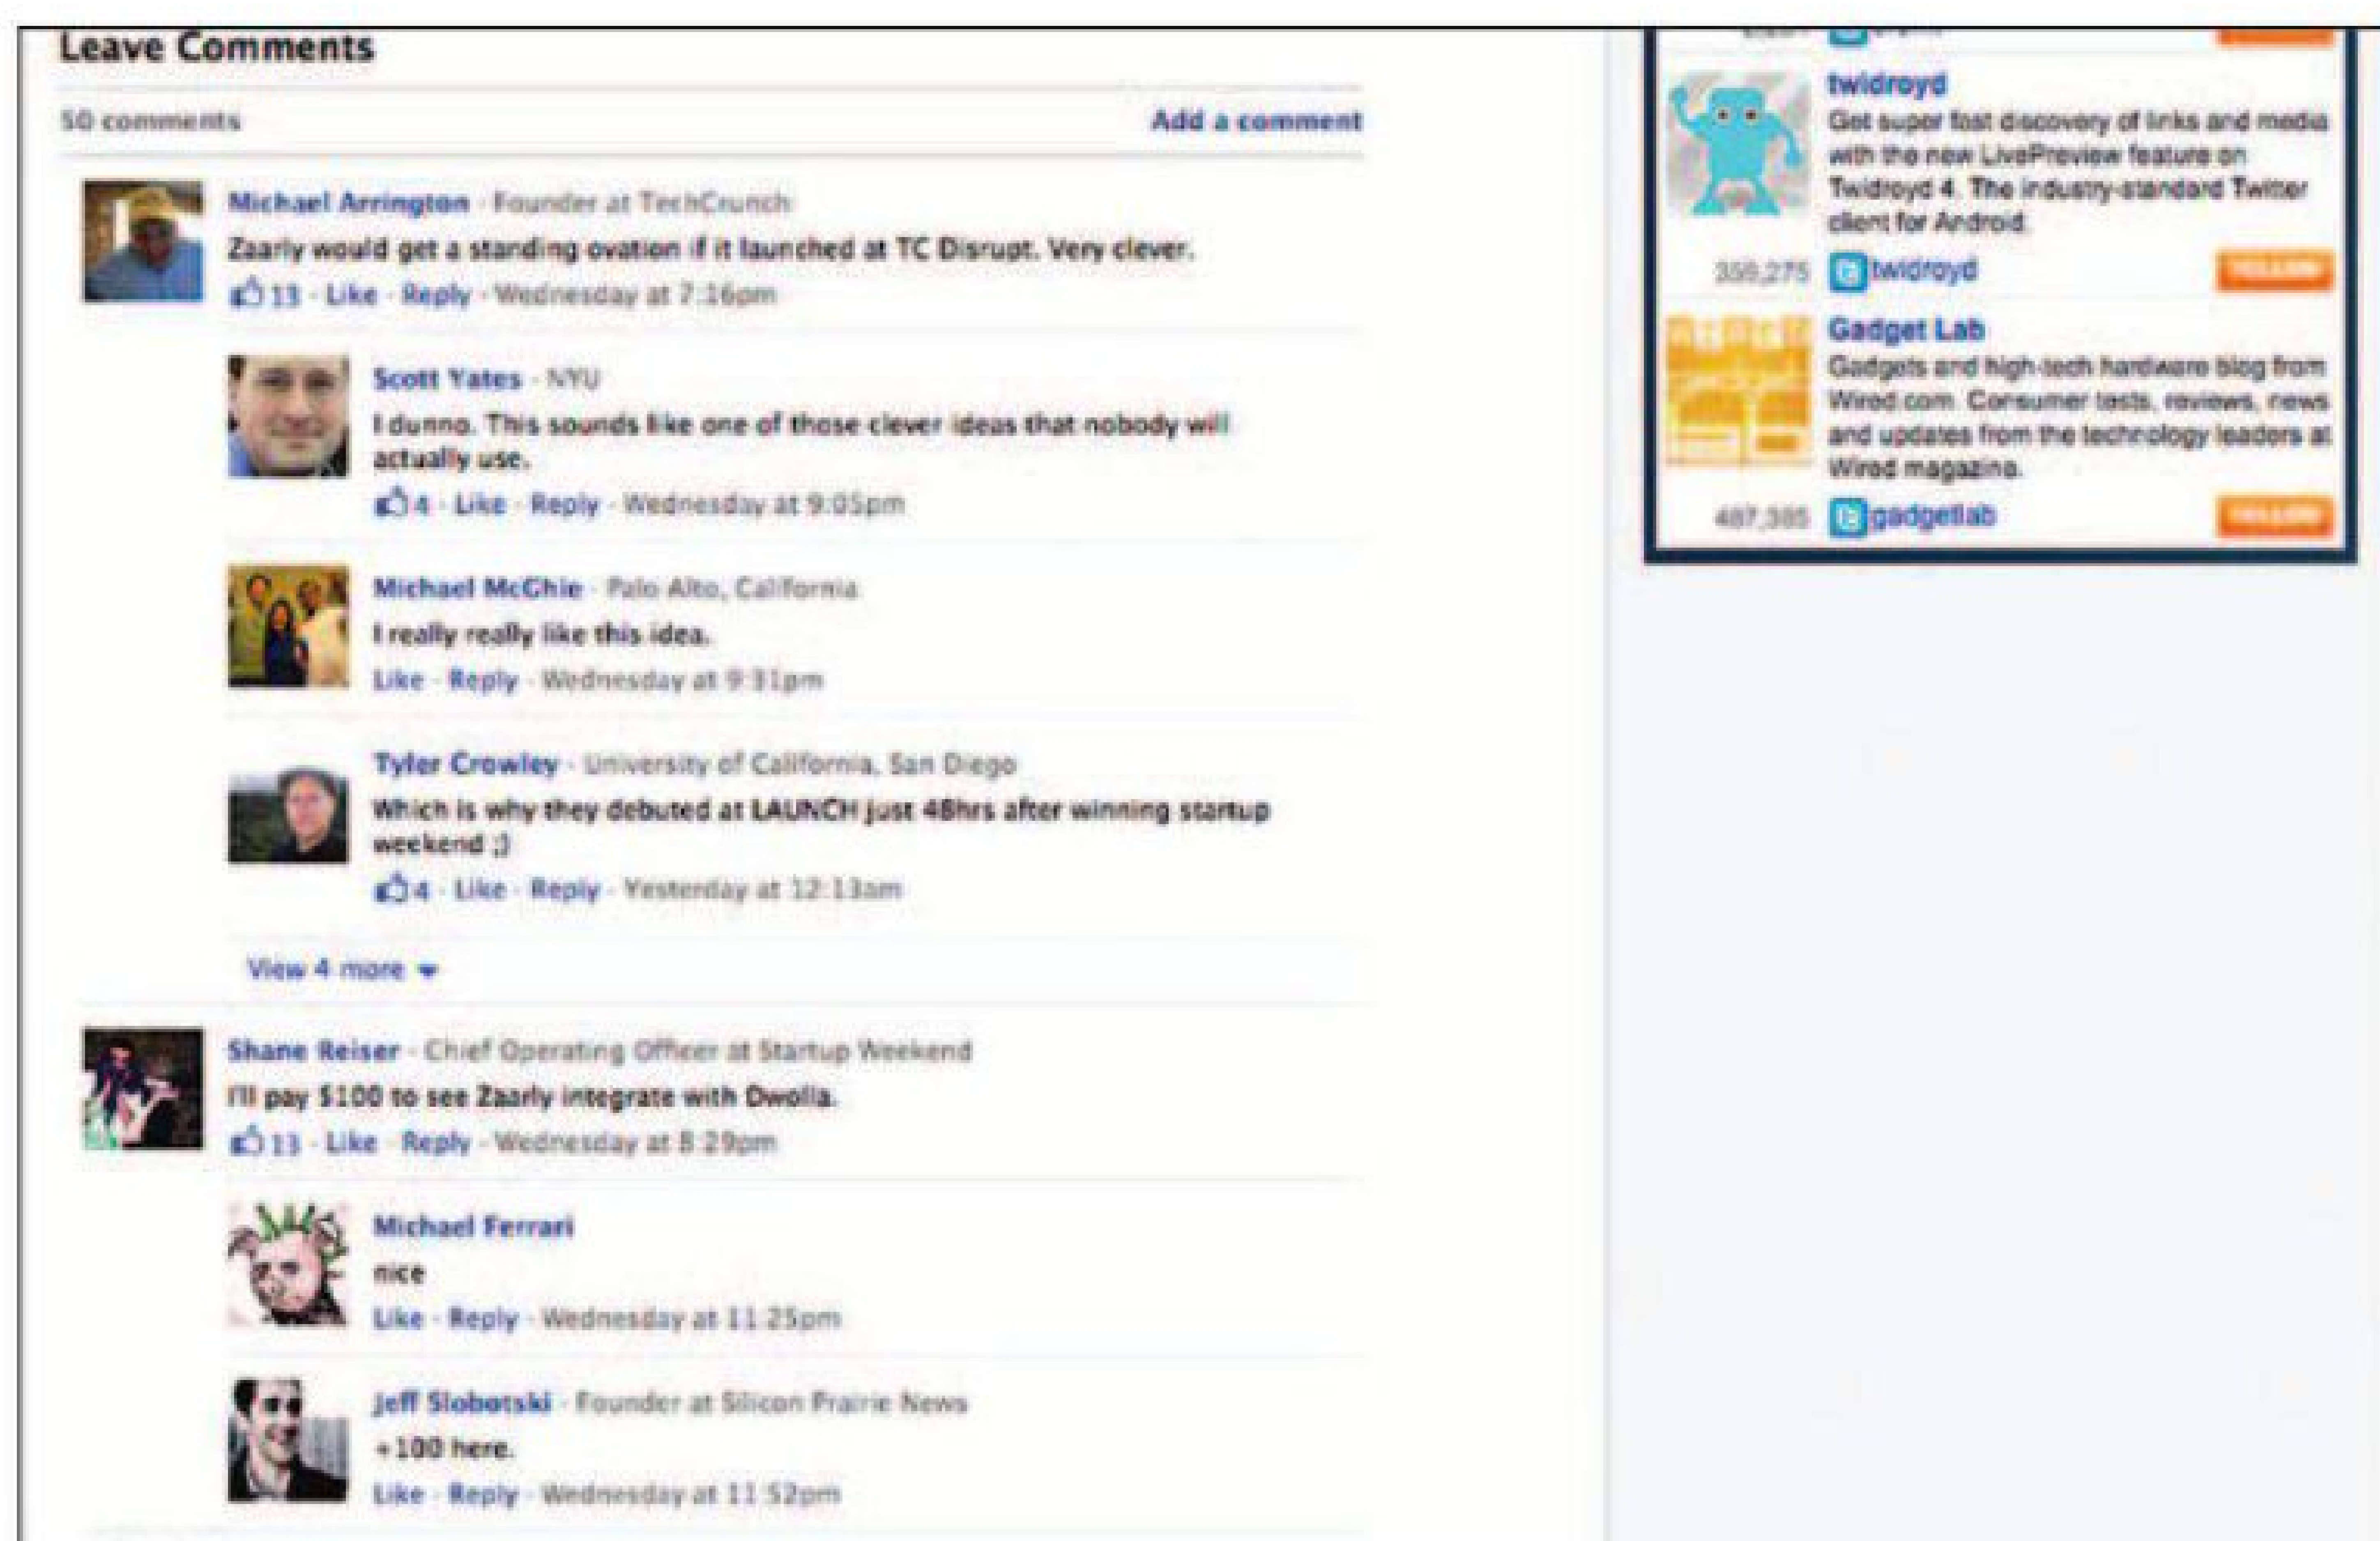 Leave Comments
50 comments
Add a comment
Michael Arrington · Founder at TechCrunch
Zaarly would get a standing ovation if it launched at TC Disrupt. Very clever.
13 · Like · Reply · Wednesday at 7:16pm
Scott Yates · NYU
I dunno. This sounds like one of those clever ideas that nobody will
actually use.
4 · Like · Reply · Wednesday at 9:05pm
Michael McGhie · Palo Alto, California
I really really like this idea.
Like · Reply · Wednesday at 9:31pm
Tyler Crowley · University of California, San Diego
Which is why they debuted at LAUNCH just 48hrs after winning startup
weekend ;)
4 · Like · Reply · Yesterday at 12:13am
View 4 more
Shane Reiser · Chief Operating Officer at Startup Weekend
I'll pay $100 to see Zaarly integrate with Dwolla.
13 · Like · Reply · Wednesday at 8:29pm
Michael Ferrari
nice
Like · Reply · Wednesday at 11:25pm
Jeff Slobotski · Founder at Silicon Prairie News
+100 here.
Like · Reply · Wednesday at 11:52pm
twidroyd
Get super fast discovery of links and media
with the new LivePreview feature on
Twidroyd 4. The industry-standard Twitter
client for Android.
twidroyd
FOLLOW
Gadget Lab
Gadgets and high-tech hardware blog from
Wired.com. Consumer tests, reviews, news
and updates from the technology leaders at
Wired magazine.
gadgetlab
FOLLOW